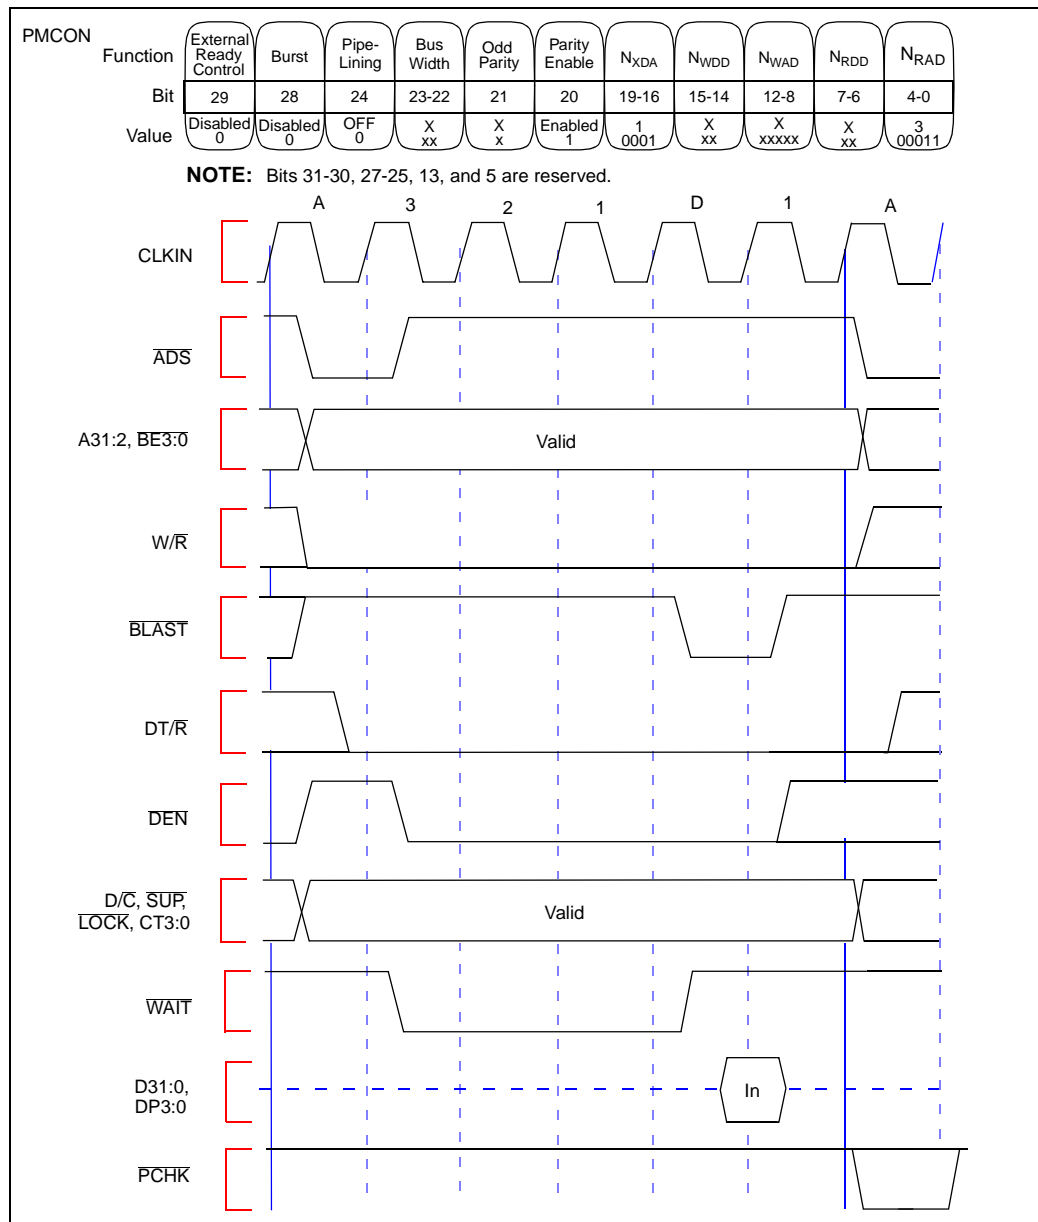 PMCON
Function External Ready Control Burst Pipe-Lining Bus Width Odd Parity Parity Enable NXDA NWDD NWAD NRDD NRAD
Bit 29 28 24 23-22 21 20 19-16 15-14 12-8 7-6 4-0
Value Disabled 0 Disabled 0 OFF 0 X xx X x Enabled 1 1 0001 X xx X xxxxx X xx 3 00011
NOTE: Bits 31-30, 27-25, 13, and 5 are reserved.
A 3 2 1 D 1 A
CLKIN
ADS
A31:2, BE3:0 Valid
W/R
BLAST
DT/R
DEN
D/C, SUP,
LOCK, CT3:0 Valid
WAIT
D31:0,
DP3:0 In
PCHK